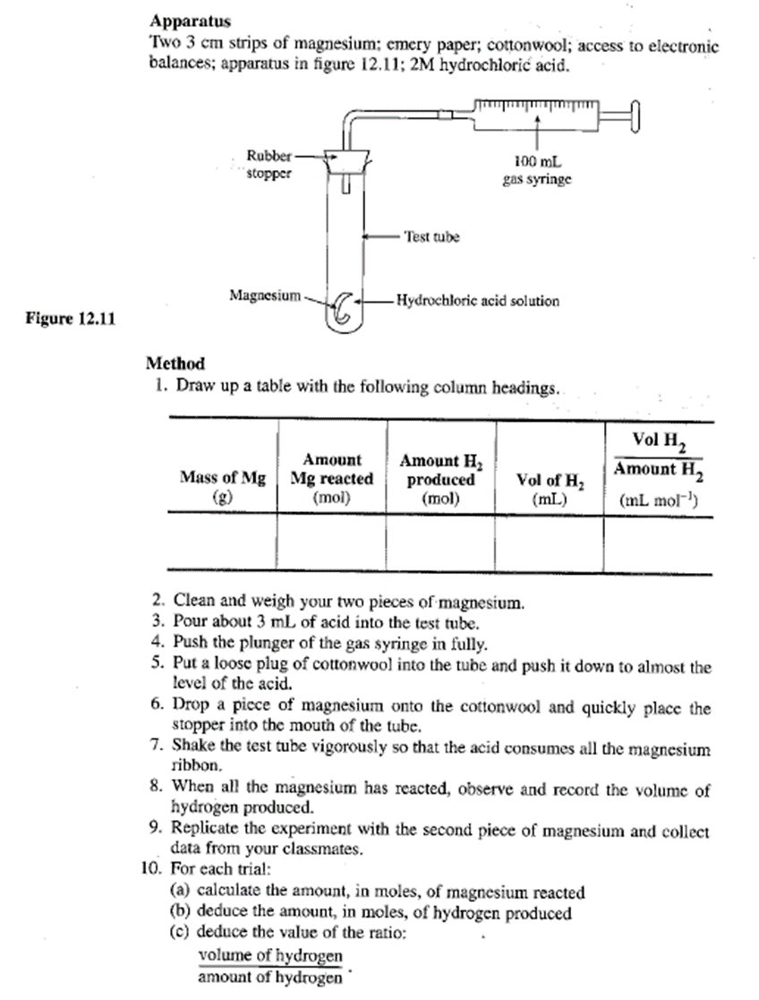 Apparatus
Two 3 cm strips of magnesium; emery paper; cottonwool; access to electronic
balances; apparatus in figure 12.11; 2M hydrochloric acid.
Rubber
stopper
100 mL
gas syringe
Test tube
Magnesium
Hydrochloric acid solution
Figure 12.11
Method
1. Draw up a table with the following column headings.
Mass of Mg
(g)
Amount
Mg reacted
(mol)
Amount H₂
produced
(mol)
Vol of H₂
(mL)
Vol H₂
Amount H₂
(mL mol⁻¹)
2. Clean and weigh your two pieces of magnesium.
3. Pour about 3 mL of acid into the test tube.
4. Push the plunger of the gas syringe in fully.
5. Put a loose plug of cottonwool into the tube and push it down to almost the
level of the acid.
6. Drop a piece of magnesium onto the cottonwool and quickly place the
stopper into the mouth of the tube.
7. Shake the test tube vigorously so that the acid consumes all the magnesium
ribbon.
8. When all the magnesium has reacted, observe and record the volume of
hydrogen produced.
9. Replicate the experiment with the second piece of magnesium and collect
data from your classmates.
10. For each trial:
(a) calculate the amount, in moles, of magnesium reacted
(b) deduce the amount, in moles, of hydrogen produced
(c) deduce the value of the ratio:
volume of hydrogen
amount of hydrogen.